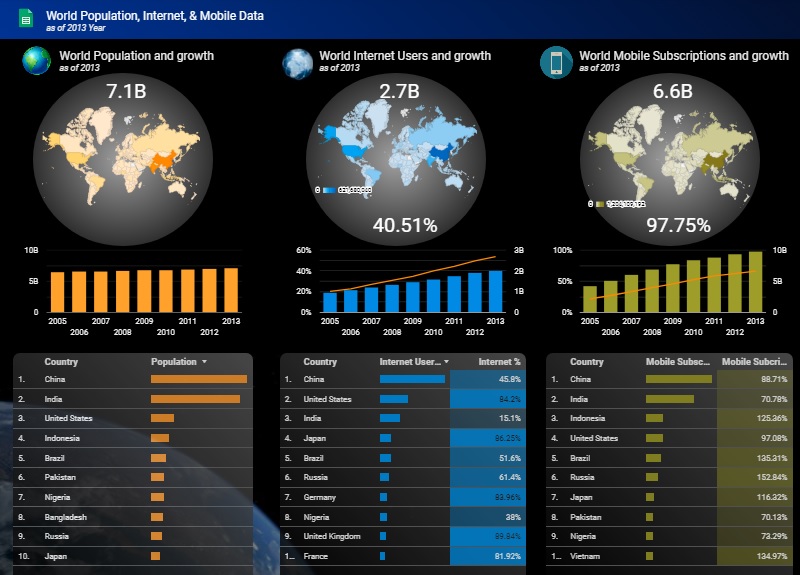 World Population, Internet, & Mobile Data
as of 2013 Year
World Population and growth
as of 2013
7.1B
10B
5B
0
2005 2007 2009 2011 2013
2006 2008 2010 2012
World Internet Users and growth
as of 2013
2.7B
0
40.51%
60% 3B
40% 2B
20% 1B
0% 0
2005 2007 2009 2011 2013
2006 2008 2010 2012
World Mobile Subscriptions and growth
as of 2013
6.6B
0
97.75%
100% 10B
50% 5B
0% 0
2005 2007 2009 2011 2013
2006 2008 2010 2012
Country Population
1. China
2. India
3. United States
4. Indonesia
5. Brazil
6. Pakistan
7. Nigeria
8. Bangladesh
9. Russia
10. Japan
Country Internet User... Internet %
1. China 45.8%
2. United States 84.2%
3. India 15.1%
4. Japan 86.25%
5. Brazil 51.6%
6. Russia 61.4%
7. Germany 83.96%
8. Nigeria 38%
9. United Kingdom 89.84%
1... France 81.92%
Country Mobile Subsc... Mobile Subscri...
1. China 88.71%
2. India 70.78%
3. Indonesia 125.36%
4. United States 97.08%
5. Brazil 135.31%
6. Russia 152.84%
7. Japan 116.32%
8. Pakistan 70.13%
9. Nigeria 73.29%
1... Vietnam 134.97%